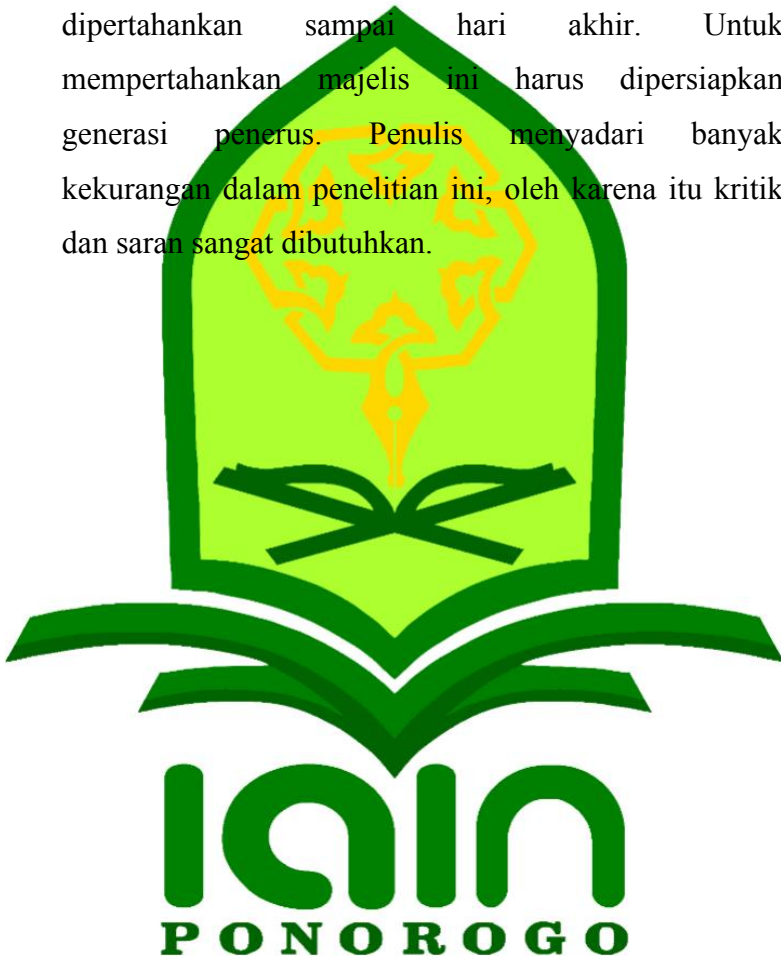 dipertahankan sampai hari akhir. Untuk
mempertahankan majelis ini harus dipersiapkan
generasi penerus. Penulis menyadari banyak
kekurangan dalam penelitian ini, oleh karena itu kritik
dan saran sangat dibutuhkan.
iain
PONOROGO